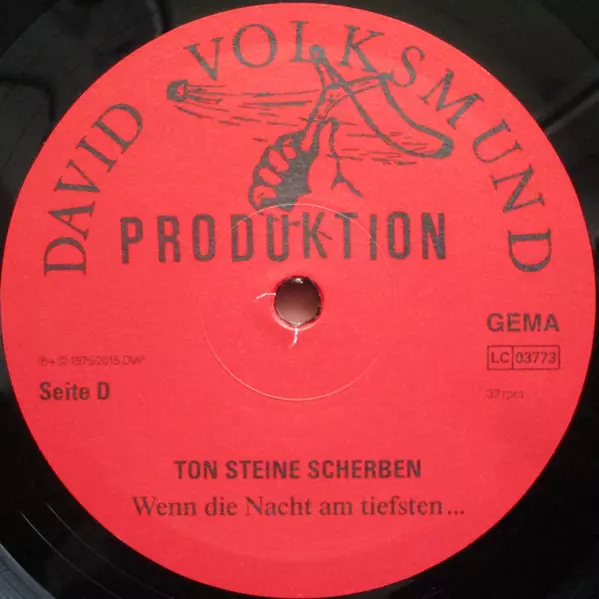 DAVID VOLKSMUND
PRODUKTION
GEMA
LC 03773
℗+© 1975/2015 DMP
Seite D
33 rpm
TON STEINE SCHERBEN
Wenn die Nacht am tiefsten...